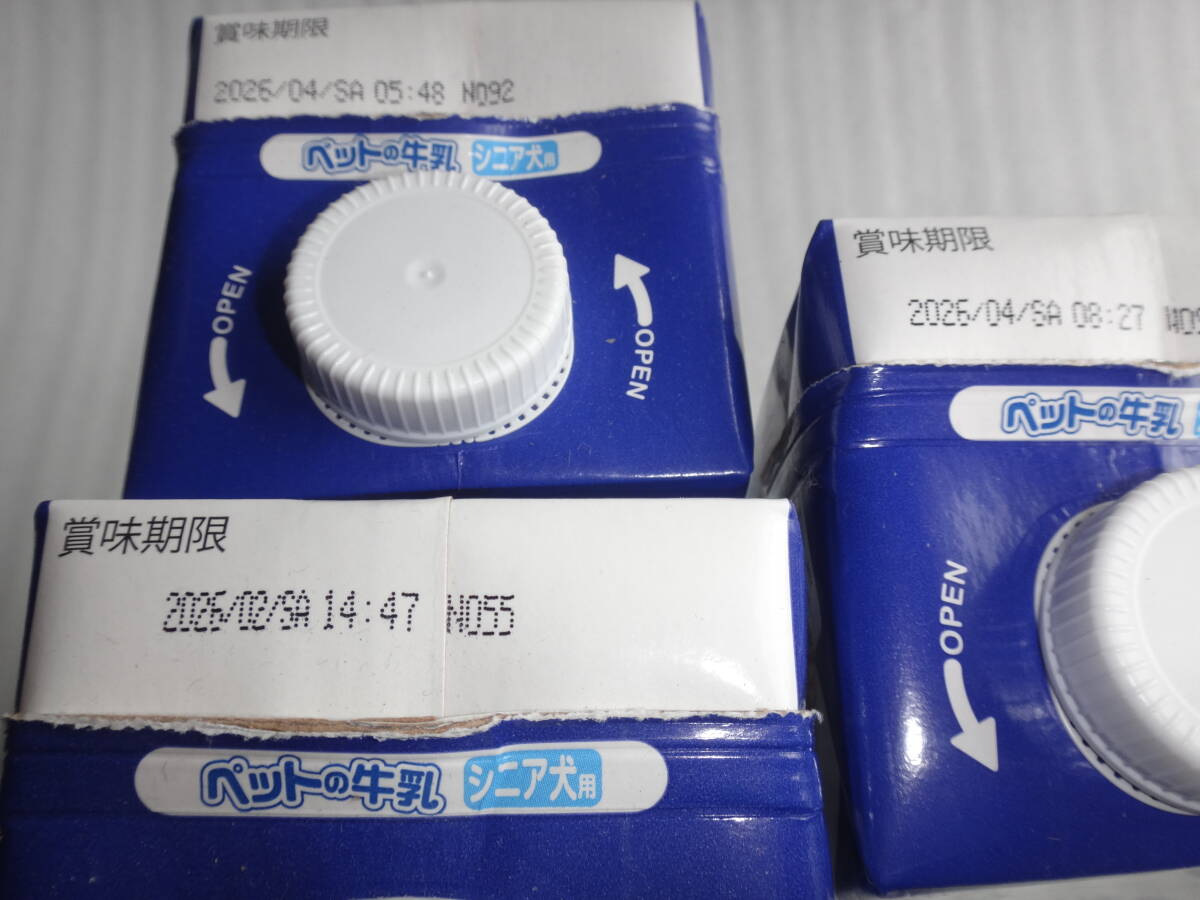 賞味期限
2026/04/SA 05:48 N092
ペットの牛乳 シニア犬用
OPEN
OPEN
賞味期限
2026/04/SA 08:27
ペットの牛乳
OPEN
賞味期限
2026/02/SA 14:47 N055
ペットの牛乳 シニア犬用